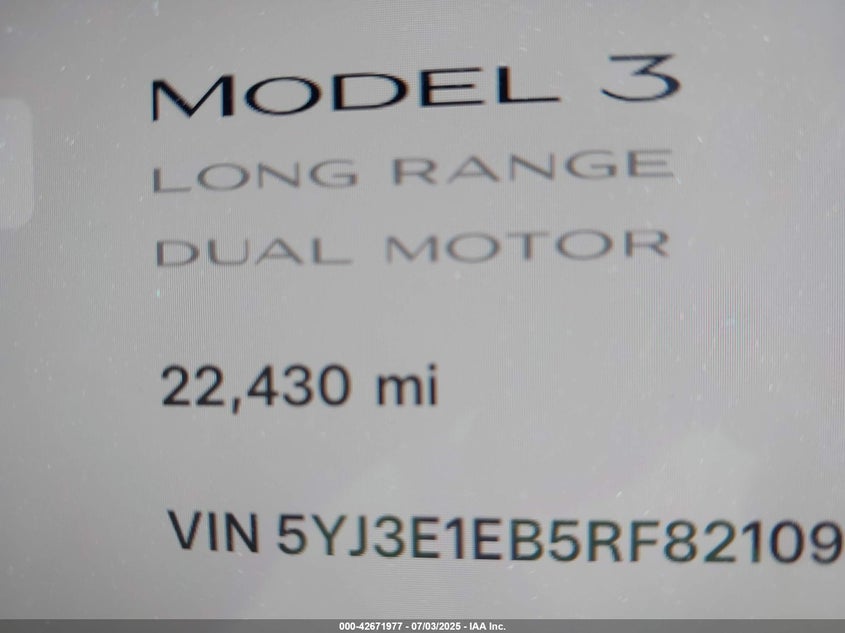 MODEL 3
LONG RANGE
DUAL MOTOR
22,430 mi
VIN 5YJ3E1EB5RF82109
000-42671977 - 07/03/2025 - IAA Inc.